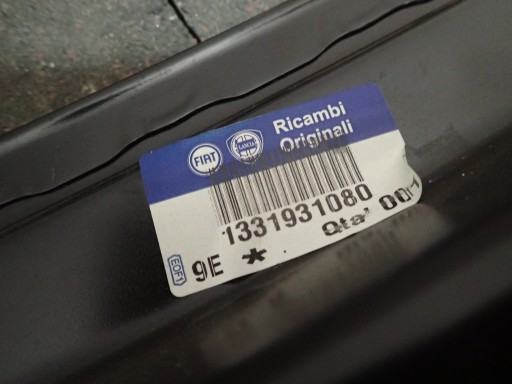 Ricambi
Originali
FIAT
LANCIA
1331931080
EOF1
9E * Qta' 001